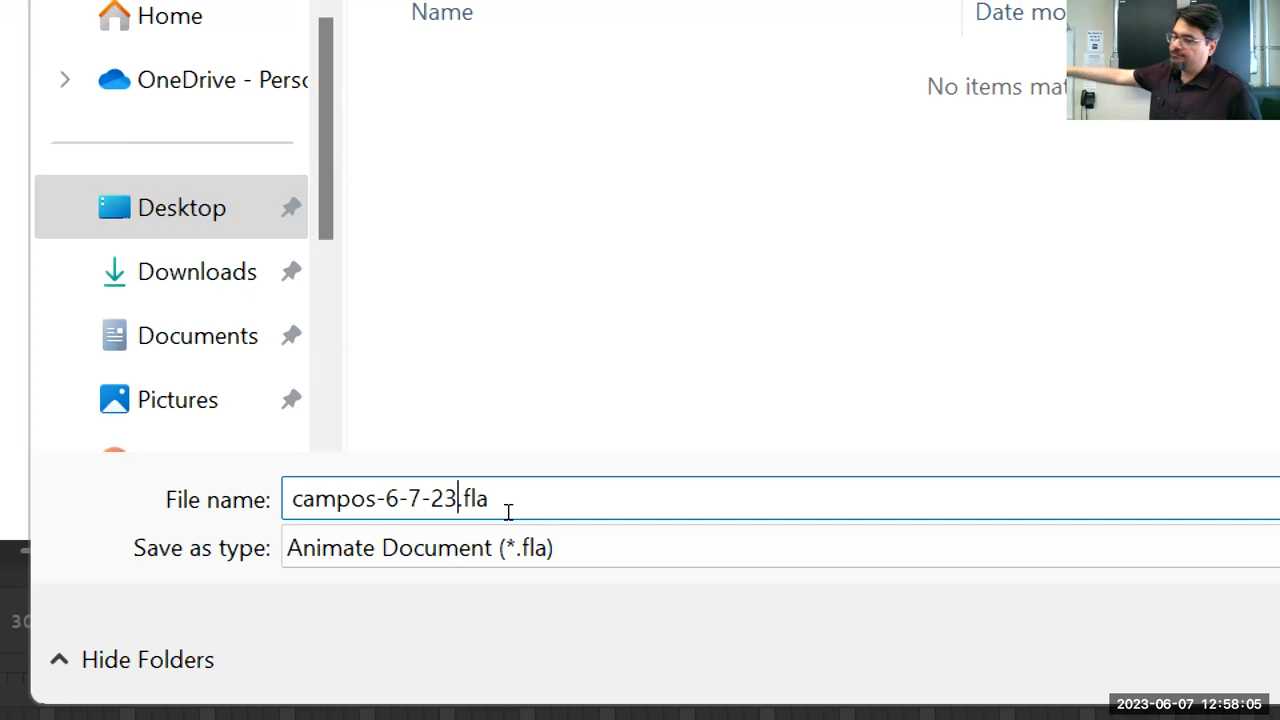 Home
Name
Date mo
OneDrive - Perso
No items mat
Desktop
Downloads
Documents
Pictures
File name: campos-6-7-23.fla
Save as type: Animate Document (*.fla)
30
Hide Folders
2023-06-07 12:58:05